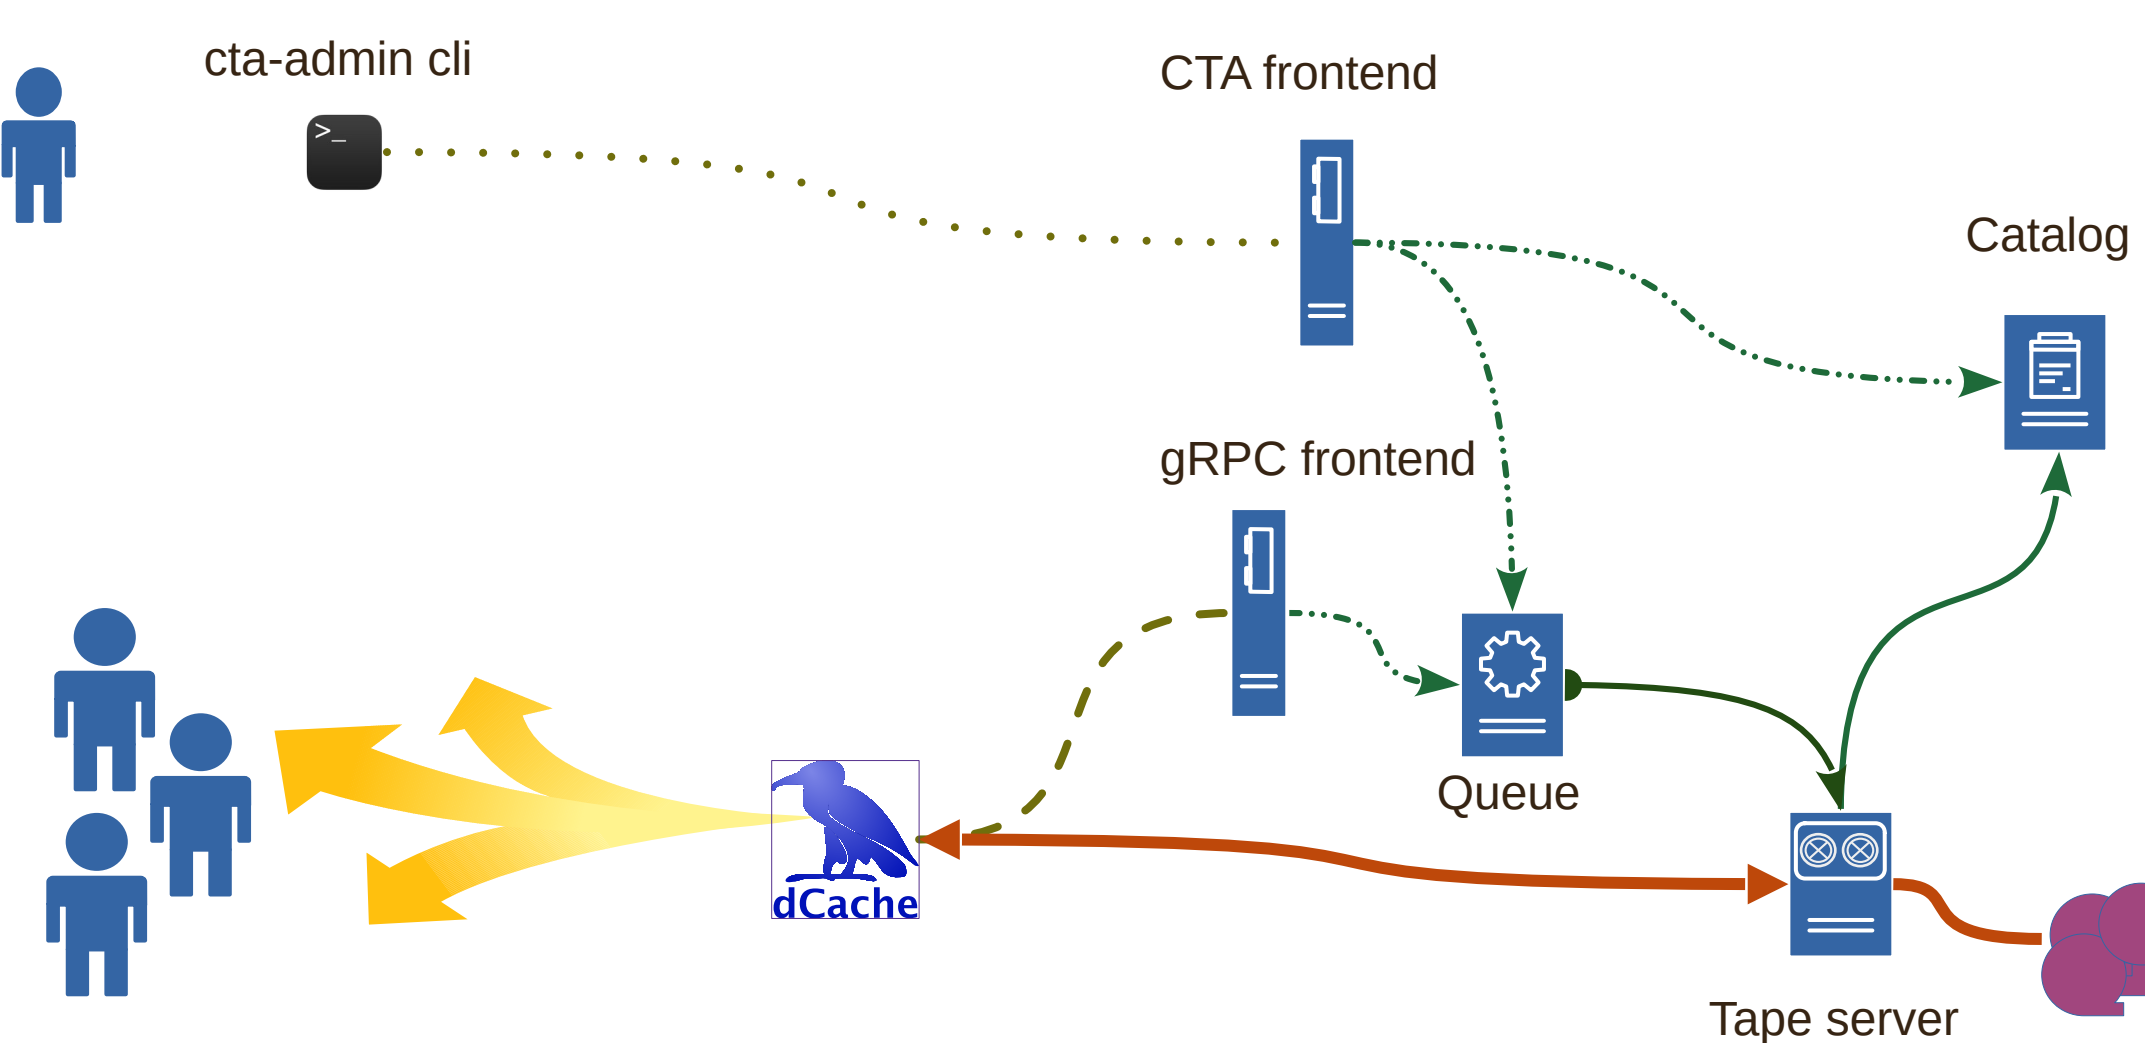 cta-admin cli
CTA frontend
>_
Catalog
gRPC frontend
Queue
dCache
Tape server